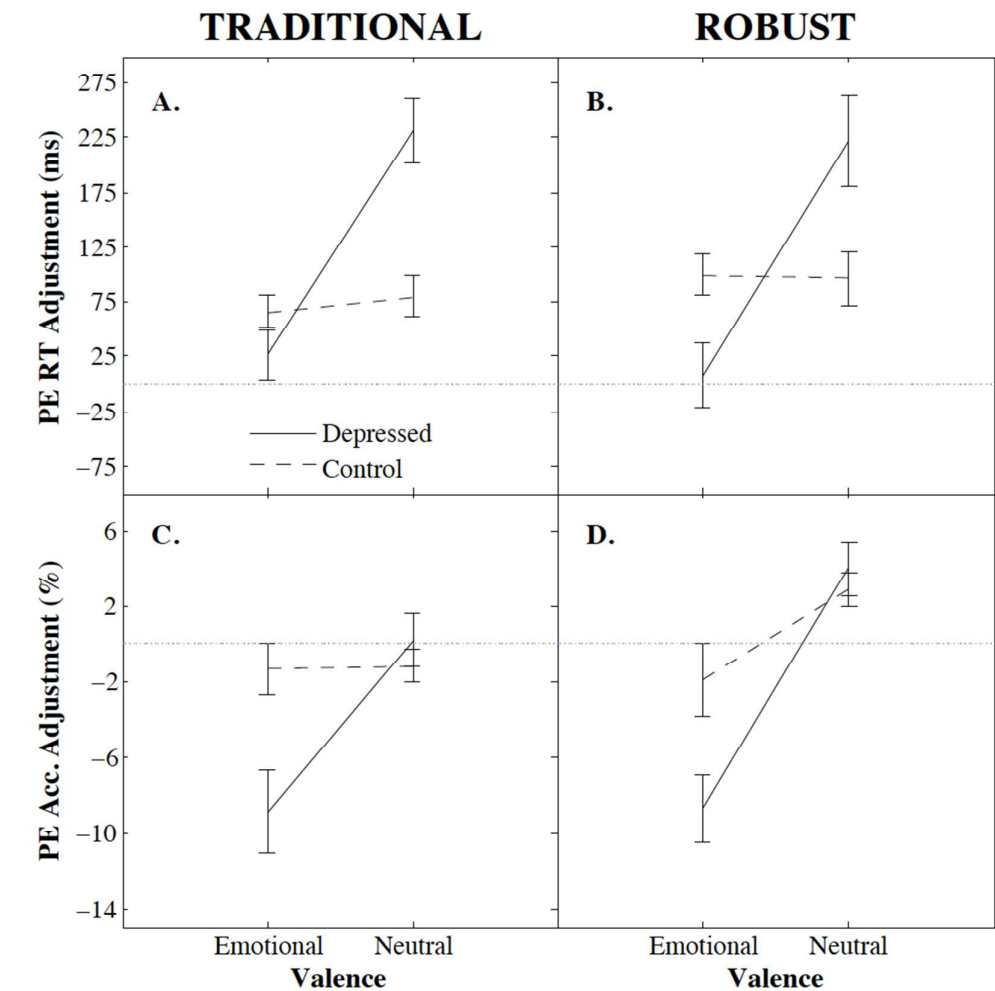 TRADITIONAL ROBUST
PE RT Adjustment (ms)
275
225
175
125
75
25
−25
−75
A.
B.
Depressed
Control
PE Acc. Adjustment (%)
6
2
−2
−6
−10
−14
C.
D.
Emotional Neutral Emotional Neutral
Valence Valence